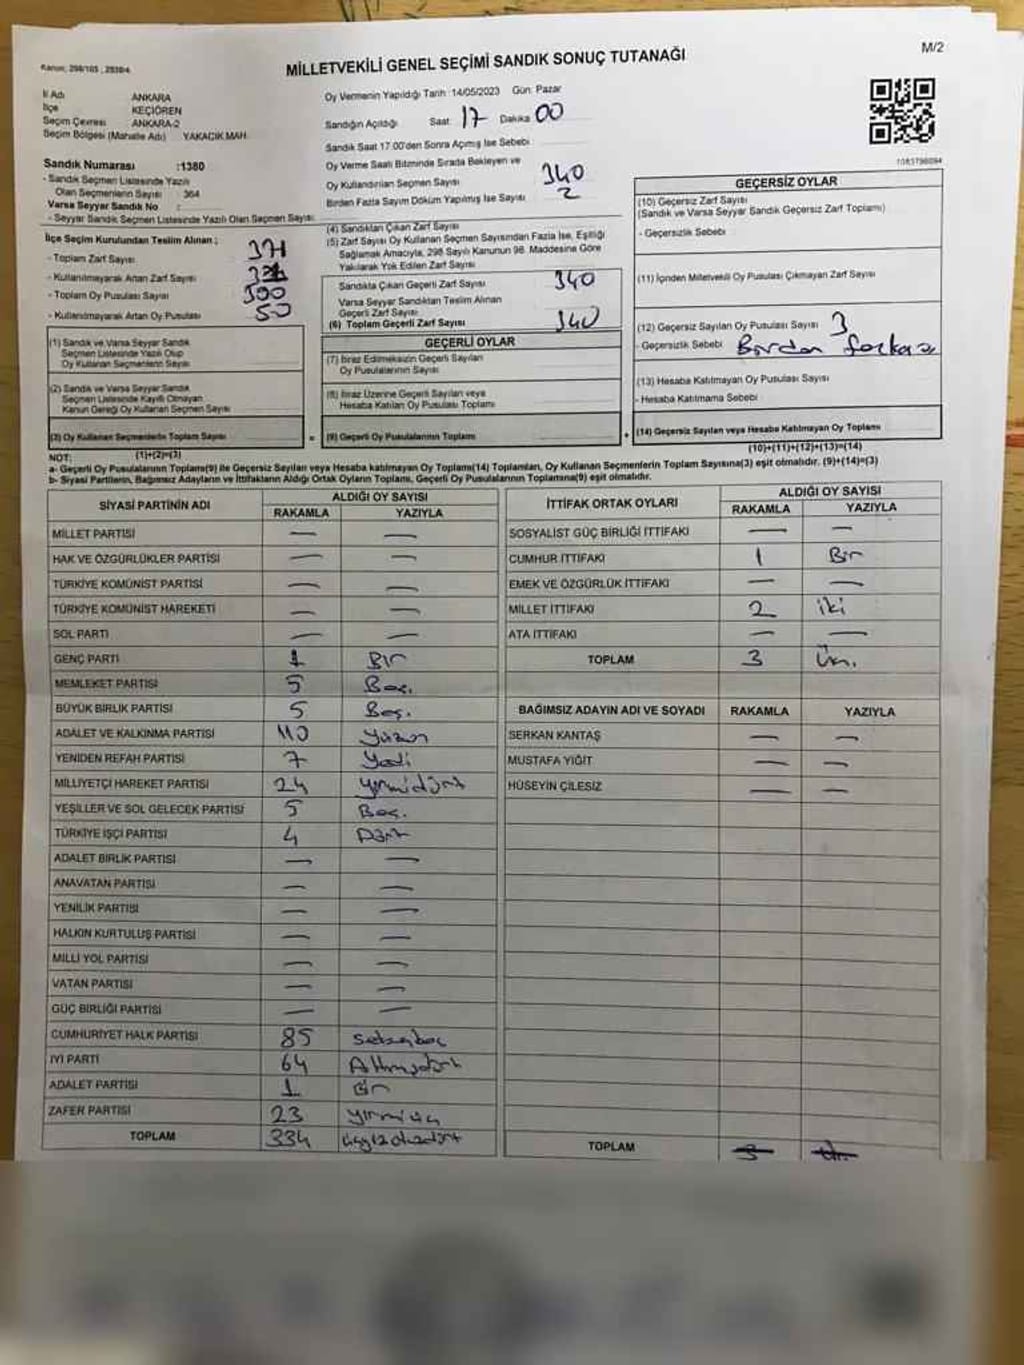 M/2
Kanun: 298/105, 2839/4
MİLLETVEKİLİ GENEL SEÇİMİ SANDIK SONUÇ TUTANAĞI
İl Adı ANKARA
İlçe KEÇİÖREN
Seçim Çevresi ANKARA-2
Seçim Bölgesi (Mahalle Adı) YAKACIK MAH.
Sandık Numarası :1380
- Sandık Seçmen Listesinde Yazılı
Olan Seçmenlerin Sayısı : 364
Varsa Seyyar Sandık No :
- Seyyar Sandık Seçmen Listesinde Yazılı Olan Seçmen Sayısı:
Oy Vermenin Yapıldığı Tarih :14/05/2023 Gün: Pazar
Sandığın Açıldığı Saat: 17 Dakika 00
Sandık Saat 17.00'den Sonra Açılmış İse Sebebi :
Oy Verme Saati Bitiminde Sırada Bekleyen ve
Oy Kullandırılan Seçmen Sayısı 340
Birden Fazla Sayım Döküm Yapılmış İse Sayısı 2
1083798094
İlçe Seçim Kurulundan Teslim Alınan :
- Toplam Zarf Sayısı 371
- Kullanılmayarak Artan Zarf Sayısı
- Toplam Oy Pusulası Sayısı
- Kullanılmayarak Artan Oy Pusulası 50
(1) Sandık ve Varsa Seyyar Sandık
Seçmen Listesinde Yazılı Olup
Oy Kullanan Seçmenlerin Sayısı
(2) Sandık ve Varsa Seyyar Sandık
Seçmen Listesinde Kayıtlı Olmayan
Kanun Gereği Oy Kullanan Seçmen Sayısı
(3) Oy Kullanan Seçmenlerin Toplam Sayısı
(4) Sandıktan Çıkan Zarf Sayısı
(5) Zarf Sayısı Oy Kullanan Seçmen Sayısından Fazla İse, Eşitliği
Sağlamak Amacıyla, 298 Sayılı Kanunun 98. Maddesine Göre
Yakılarak Yok Edilen Zarf Sayısı
Sandıkta Çıkan Geçerli Zarf Sayısı 340
Varsa Seyyar Sandıktan Teslim Alınan
Geçerli Zarf Sayısı
(6) Toplam Geçerli Zarf Sayısı 340
GEÇERLİ OYLAR
(7) İtiraz Edilmeksizin Geçerli Sayılan
Oy Pusulalarının Sayısı
(8) İtiraz Üzerine Geçerli Sayılan veya
Hesaba Katılan Oy Pusulası Toplamı
= (9) Geçerli Oy Pusulalarının Toplamı
GEÇERSİZ OYLAR
(10) Geçersiz Zarf Sayısı
(Sandık ve Varsa Seyyar Sandık Geçersiz Zarf Toplamı)
- Geçersizlik Sebebi
(11) İçinden Milletvekili Oy Pusulası Çıkmayan Zarf Sayısı
(12) Geçersiz Sayılan Oy Pusulası Sayısı 3
- Geçersizlik Sebebi Birden fazla
(13) Hesaba Katılmayan Oy Pusulası Sayısı
- Hesaba Katılmama Sebebi
+ (14) Geçersiz Sayılan veya Hesaba Katılmayan Oy Toplamı
NOT: (1)+(2)=(3) (10)+(11)+(12)+(13)=(14)
a- Geçerli Oy Pusulalarının Toplamı(9) ile Geçersiz Sayılan veya Hesaba katılmayan Oy Toplamı(14) Toplamları, Oy Kullanan Seçmenlerin Toplam Sayısına(3) eşit olmalıdır. (9)+(14)=(3)
b- Siyasi Partilerin, Bağımsız Adayların ve İttifakların Aldığı Ortak Oyların Toplamı, Geçerli Oy Pusulalarının Toplamına(9) eşit olmalıdır.
SİYASİ PARTİNİN ADI ALDIĞI OY SAYISI
RAKAMLA YAZIYLA
MİLLET PARTİSI — —
HAK VE ÖZGÜRLÜKLER PARTİSİ — —
TÜRKİYE KOMÜNİST PARTİSİ — —
TÜRKİYE KOMÜNİST HAREKETİ — —
SOL PARTİ — —
GENÇ PARTİ 1 Bir
MEMLEKET PARTİSİ 5 Beş.
BÜYÜK BİRLİK PARTİSİ 5 Beş.
ADALET VE KALKINMA PARTİSİ 110 Yüzon
YENİDEN REFAH PARTİSİ 7 Yedi
MİLLİYETÇİ HAREKET PARTİSİ 24 yirmidört
YEŞİLLER VE SOL GELECEK PARTİSİ 5 Beş.
TÜRKİYE İŞÇİ PARTİSİ 4 Dört
ADALET BİRLİK PARTİSİ — —
ANAVATAN PARTİSİ — —
YENİLİK PARTİSİ — —
HALKIN KURTULUŞ PARTİSİ — —
MİLLİ YOL PARTİSİ — —
VATAN PARTİSİ — —
GÜÇ BİRLİĞİ PARTİSİ — —
CUMHURİYET HALK PARTİSİ 85 seksenbeş
İYİ PARTİ 64 Altmışdört
ADALET PARTİSİ 1 Bir
ZAFER PARTİSİ 23 yirmiüç
TOPLAM 334 üçyüzotuzdört
İTTİFAK ORTAK OYLARI ALDIĞI OY SAYISI
RAKAMLA YAZIYLA
SOSYALİST GÜÇ BİRLİĞİ İTTİFAKI — —
CUMHUR İTTİFAKI 1 Bir
EMEK VE ÖZGÜRLÜK İTTİFAKI — —
MİLLET İTTİFAKI 2 iki
ATA İTTİFAKI — —
TOPLAM 3 Üç.
BAĞIMSIZ ADAYIN ADI VE SOYADI RAKAMLA YAZIYLA
SERKAN KANTAŞ — —
MUSTAFA YİĞİT — —
HÜSEYİN ÇİLESİZ — —
TOPLAM